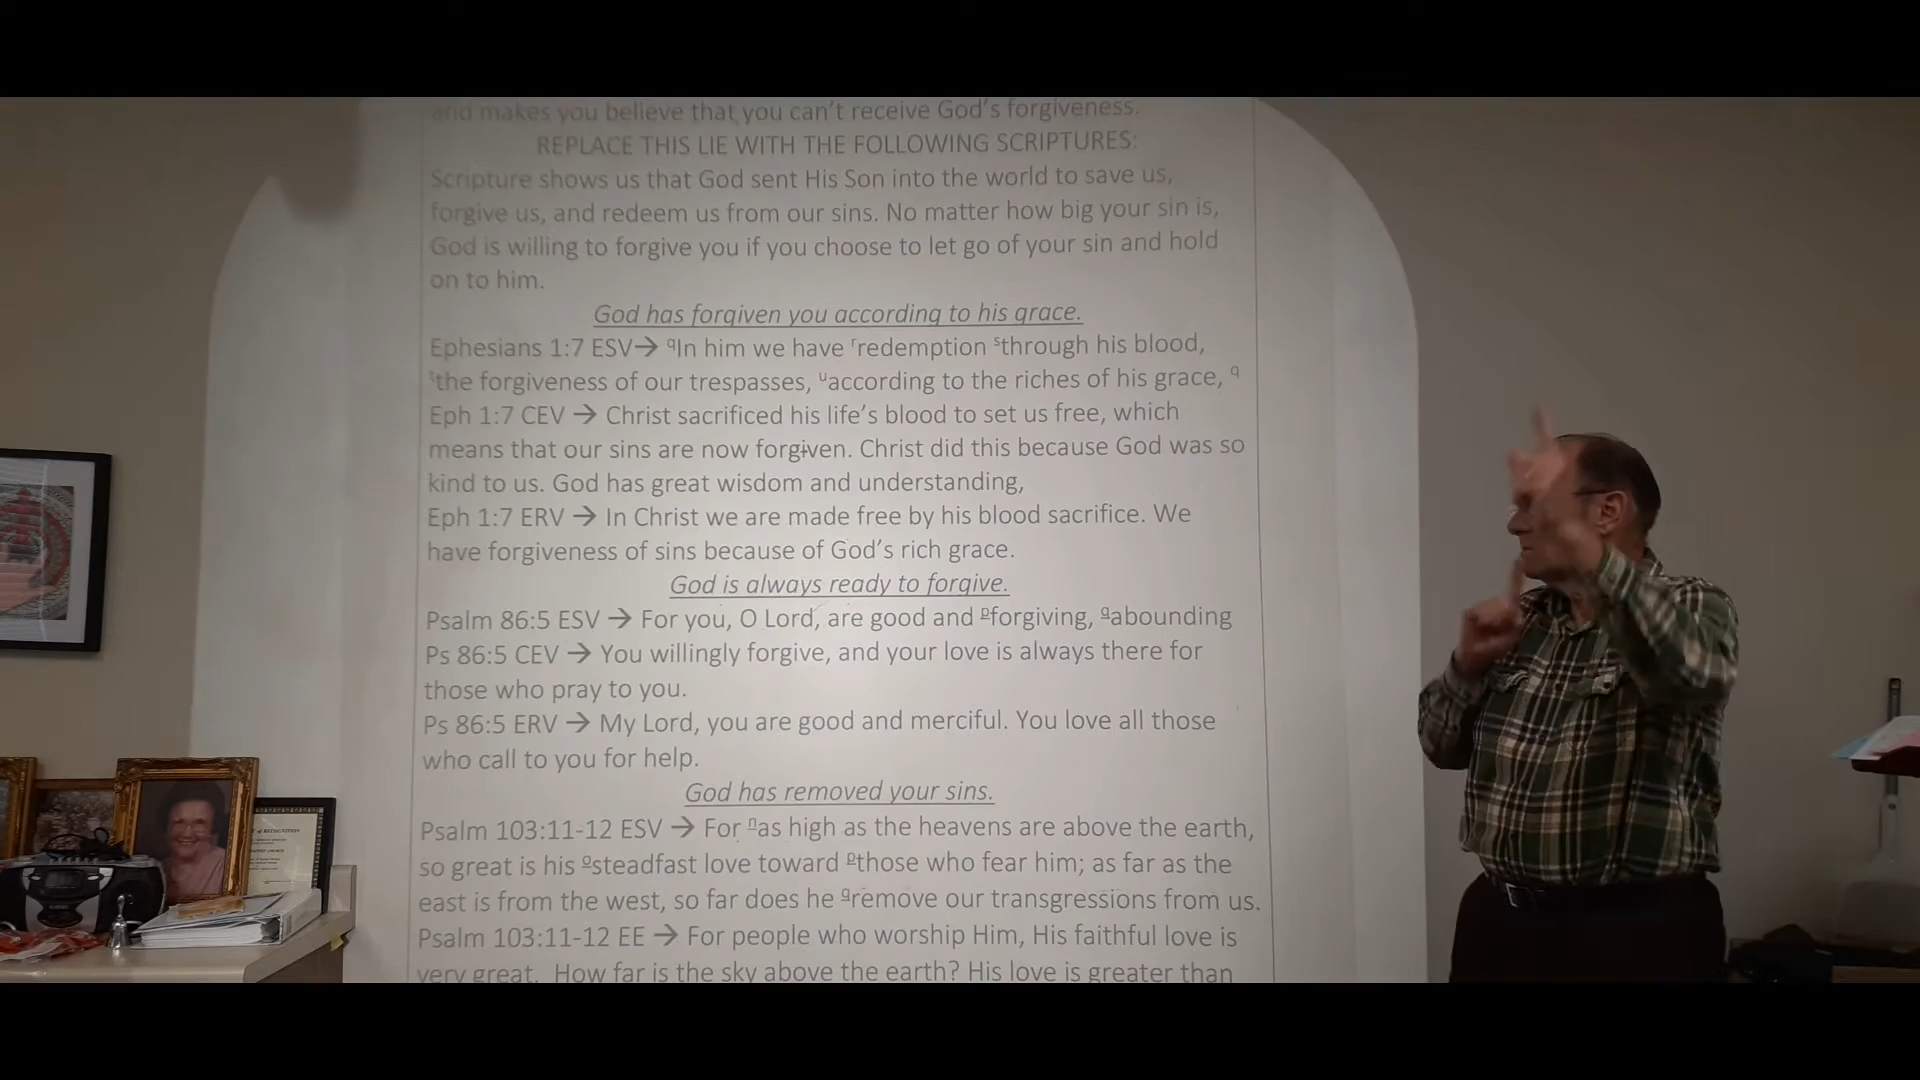 and makes you believe that you can't receive God's forgiveness.
REPLACE THIS LIE WITH THE FOLLOWING SCRIPTURES:
Scripture shows us that God sent His Son into the world to save us,
forgive us, and redeem us from our sins. No matter how big your sin is,
God is willing to forgive you if you choose to let go of your sin and hold
on to him.
God has forgiven you according to his grace.
Ephesians 1:7 ESV→ qIn him we have rredemption sthrough his blood,
tthe forgiveness of our trespasses, uaccording to the riches of his grace, q
Eph 1:7 CEV → Christ sacrificed his life's blood to set us free, which
means that our sins are now forgiven. Christ did this because God was so
kind to us. God has great wisdom and understanding,
Eph 1:7 ERV → In Christ we are made free by his blood sacrifice. We
have forgiveness of sins because of God's rich grace.
God is always ready to forgive.
Psalm 86:5 ESV → For you, O Lord, are good and pforgiving, qabounding
Ps 86:5 CEV → You willingly forgive, and your love is always there for
those who pray to you.
Ps 86:5 ERV → My Lord, you are good and merciful. You love all those
who call to you for help.
God has removed your sins.
Psalm 103:11-12 ESV → For nas high as the heavens are above the earth,
so great is his osteadfast love toward pthose who fear him; as far as the
east is from the west, so far does he qremove our transgressions from us.
Psalm 103:11-12 EE → For people who worship Him, His faithful love is
very great. How far is the sky above the earth? His love is greater than
of RECOGNITION